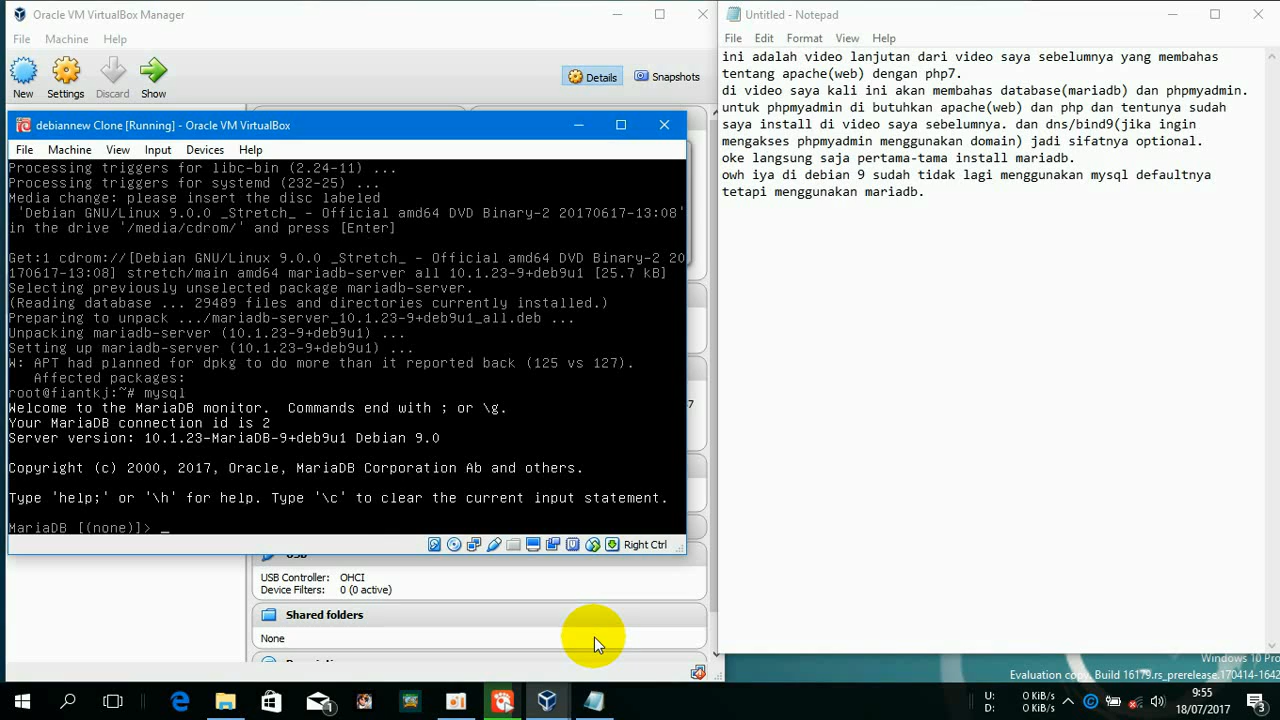 Oracle VM VirtualBox Manager
File Machine Help
New Settings Discard Show
Details Snapshots
debiannew Clone [Running] - Oracle VM VirtualBox
File Machine View Input Devices Help
Processing triggers for libc-bin (2.24-11) ...
Processing triggers for systemd (232-25) ...
Media change: please insert the disc labeled
'Debian GNU/Linux 9.0.0 _Stretch_ - Official amd64 DVD Binary-2 20170617-13:08'
in the drive '/media/cdrom/' and press [Enter]
Get:1 cdrom://[Debian GNU/Linux 9.0.0 _Stretch_ - Official amd64 DVD Binary-2 20
170617-13:08] stretch/main amd64 mariadb-server all 10.1.23-9+deb9u1 [25.7 kB]
Selecting previously unselected package mariadb-server.
(Reading database ... 29489 files and directories currently installed.)
Preparing to unpack .../mariadb-server_10.1.23-9+deb9u1_all.deb ...
Unpacking mariadb-server (10.1.23-9+deb9u1) ...
Setting up mariadb-server (10.1.23-9+deb9u1) ...
W: APT had planned for dpkg to do more than it reported back (125 vs 127).
Affected packages:
root@fiantkj:~# mysql
Welcome to the MariaDB monitor.  Commands end with ; or \g.
Your MariaDB connection id is 2
Server version: 10.1.23-MariaDB-9+deb9u1 Debian 9.0
Copyright (c) 2000, 2017, Oracle, MariaDB Corporation Ab and others.
Type 'help;' or '\h' for help. Type '\c' to clear the current input statement.
MariaDB [(none)]> _
Right Ctrl
USB Controller: OHCI
Device Filters: 0 (0 active)
Shared folders
None
Untitled - Notepad
File Edit Format View Help
ini adalah video lanjutan dari video saya sebelumnya yang membahas
tentang apache(web) dengan php7.
di video saya kali ini akan membahas database(mariadb) dan phpmyadmin.
untuk phpmyadmin di butuhkan apache(web) dan php dan tentunya sudah
saya install di video saya sebelumnya. dan dns/bind9(jika ingin
mengakses phpmyadmin menggunakan domain) jadi sifatnya optional.
oke langsung saja pertama-tama install mariadb.
owh iya di debian 9 sudah tidak lagi menggunakan mysql defaultnya
tetapi menggunakan mariadb.
Windows 10 Pro
Evaluation copy. Build 16179.rs_prerelease.170414-1642
U: 0 KiB/s
D: 0 KiB/s
9:55
18/07/2017